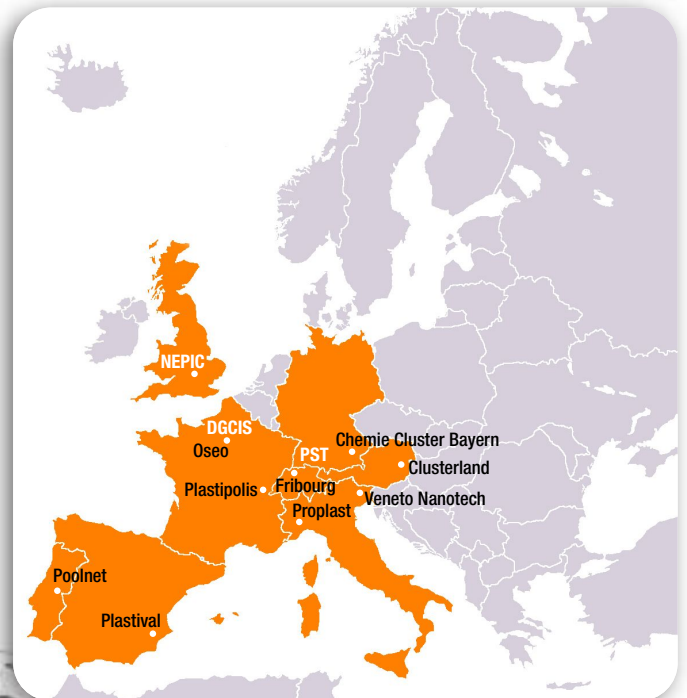 NEPIC
DGCIS
Oseo
PST
Chemie Cluster Bayern
Clusterland
Plastipolis
Fribourg
Veneto Nanotech
Proplast
Poolnet
Plastival